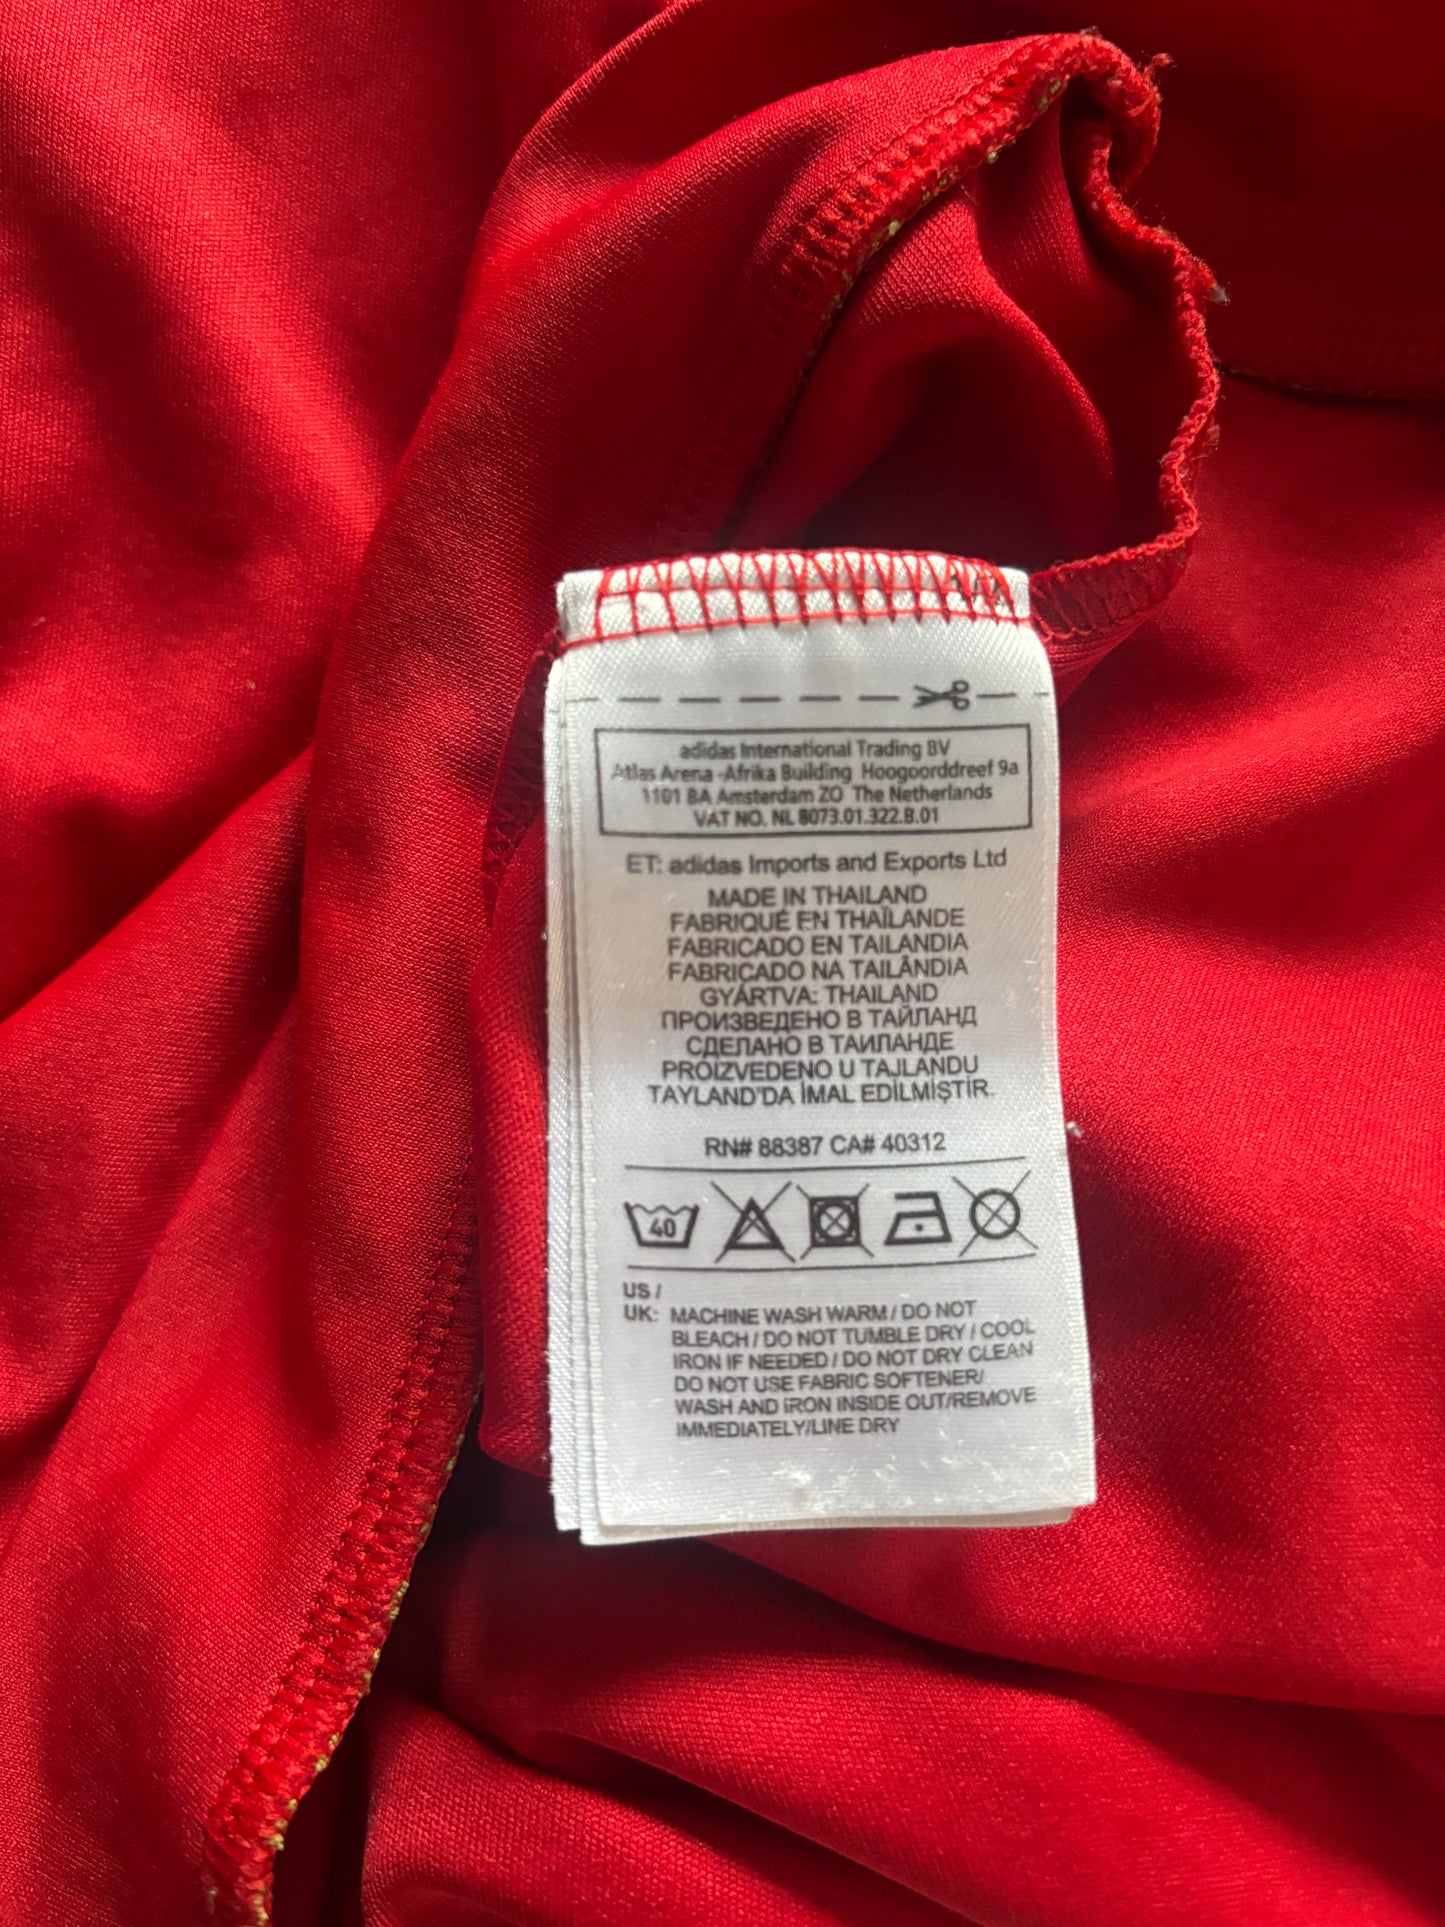 adidas International Trading BV
Atlas Arena -Afrika Building Hoogoorddreef 9a
1101 BA Amsterdam ZO The Netherlands
VAT NO. NL 8073.01.322.B.01
ET: adidas Imports and Exports Ltd
MADE IN THAILAND
FABRIQUÉ EN THAÏLANDE
FABRICADO EN TAILANDIA
FABRICADO NA TAILÂNDIA
GYÁRTVA: THAILAND
ПРОИЗВЕДЕНО В ТАЙЛАНД
СДЕЛАНО В ТАИЛАНДЕ
PROIZVEDENO U TAJLANDU
TAYLAND'DA İMAL EDİLMİŞTİR.
RN# 88387 CA# 40312
40
US /
UK: MACHINE WASH WARM / DO NOT
BLEACH / DO NOT TUMBLE DRY / COOL
IRON IF NEEDED / DO NOT DRY CLEAN
DO NOT USE FABRIC SOFTENER/
WASH AND IRON INSIDE OUT/REMOVE
IMMEDIATELY/LINE DRY